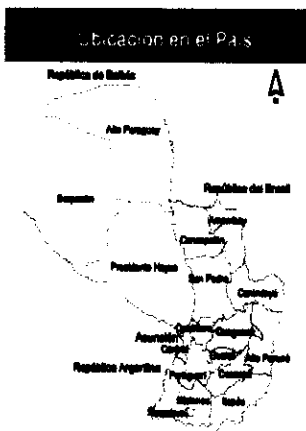 Ubicación en el País
República de Bolivia
Alto Paraguay
República del Brasil
Boquerón
Amambay
Concepción
Presidente Hayes
San Pedro
Canindeyú
Asunción
Cordillera
Caaguazú
Central
Guairá
Alto Paraná
República Argentina
Paraguarí
Caazapá
Misiones
Itapúa
Ñeembucú